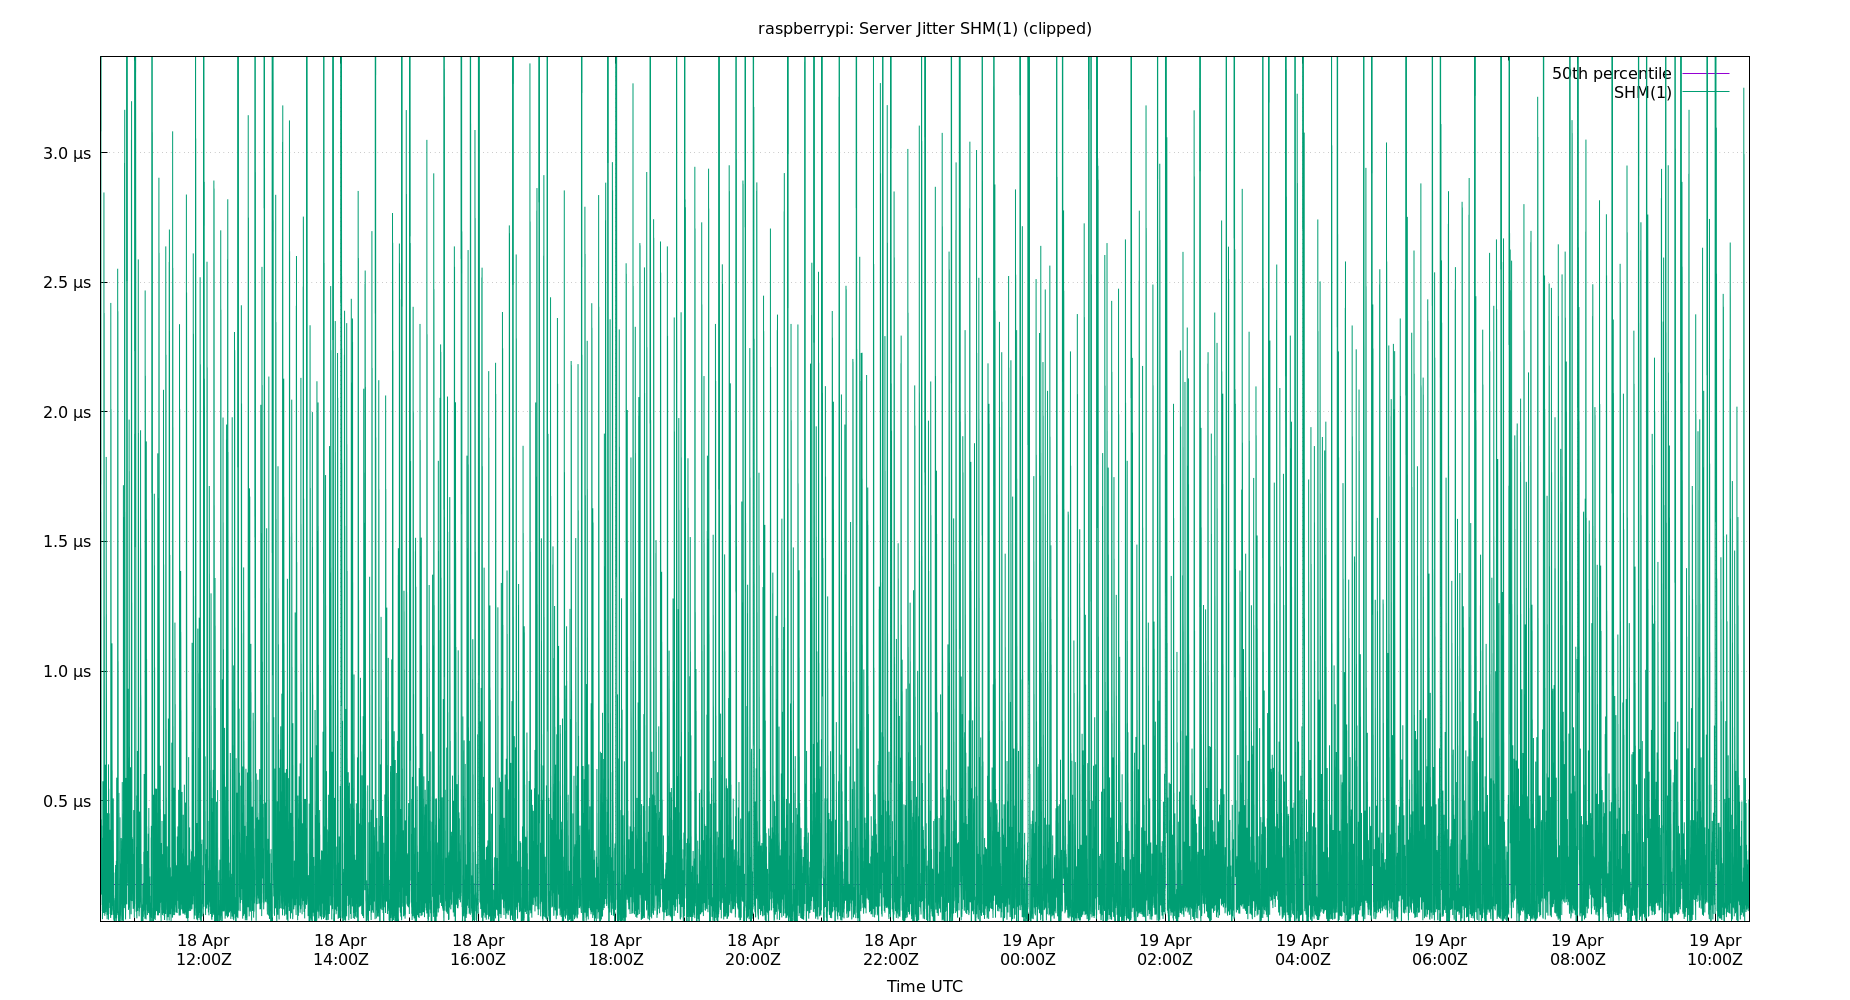 raspberrypi: Server Jitter SHM(1) (clipped)
50th percentile
SHM(1)
3.0 μs
2.5 μs
2.0 μs
1.5 μs
1.0 μs
0.5 μs
18 Apr 18 Apr 18 Apr 18 Apr 18 Apr 18 Apr 19 Apr 19 Apr 19 Apr 19 Apr 19 Apr 19 Apr
12:00Z 14:00Z 16:00Z 18:00Z 20:00Z 22:00Z 00:00Z 02:00Z 04:00Z 06:00Z 08:00Z 10:00Z
Time UTC